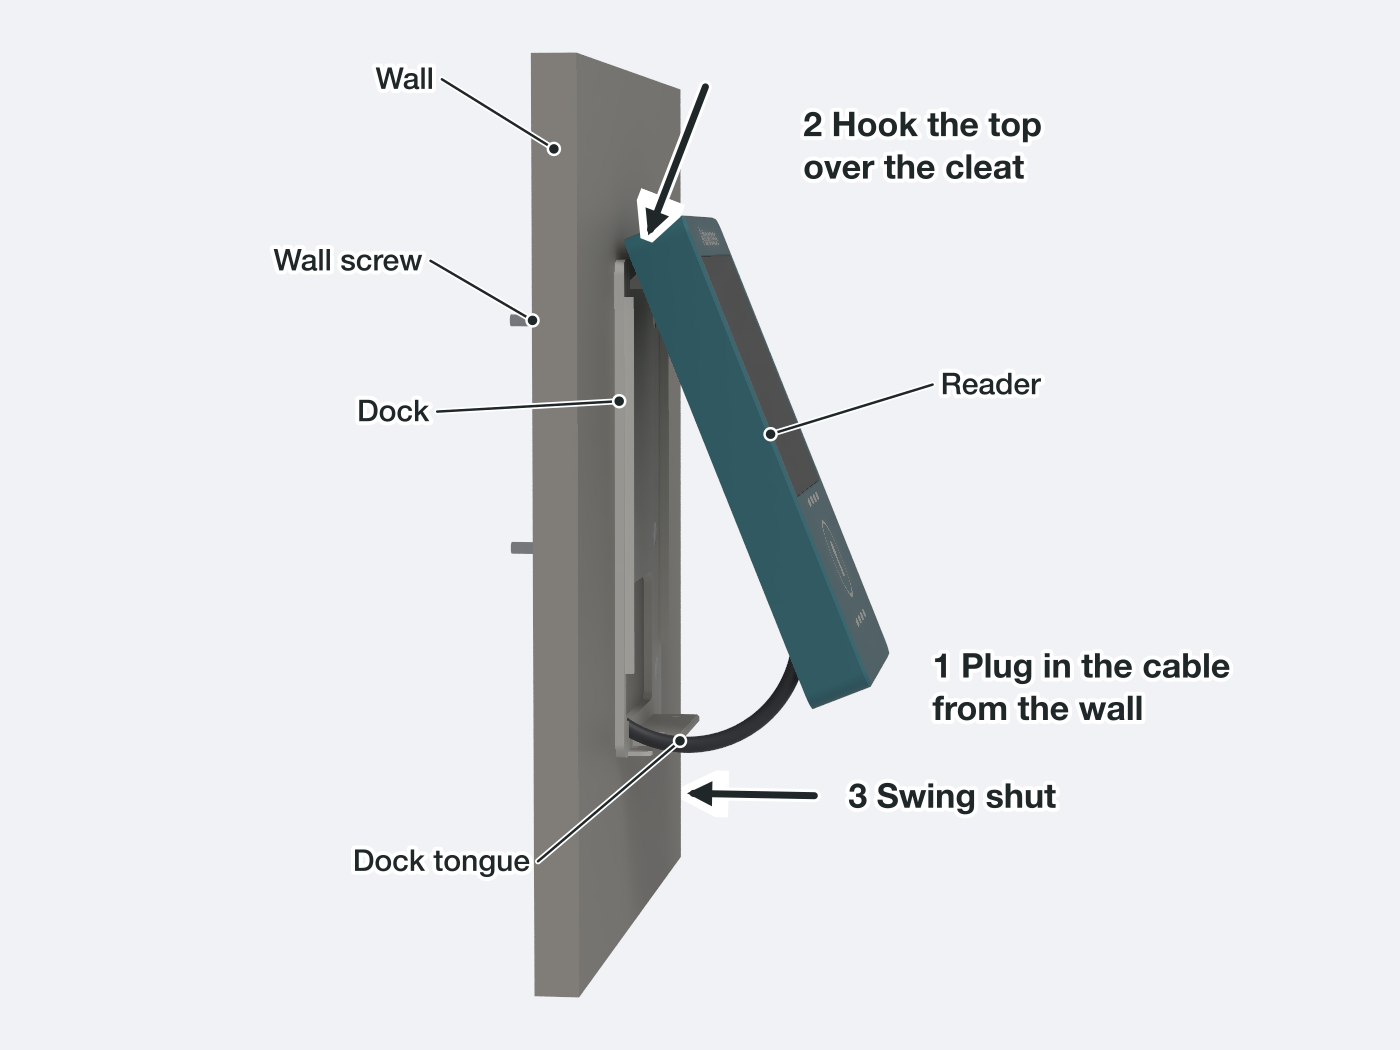 Wall
2 Hook the top
over the cleat
Wall screw
Reader
Dock
1 Plug in the cable
from the wall
3 Swing shut
Dock tongue